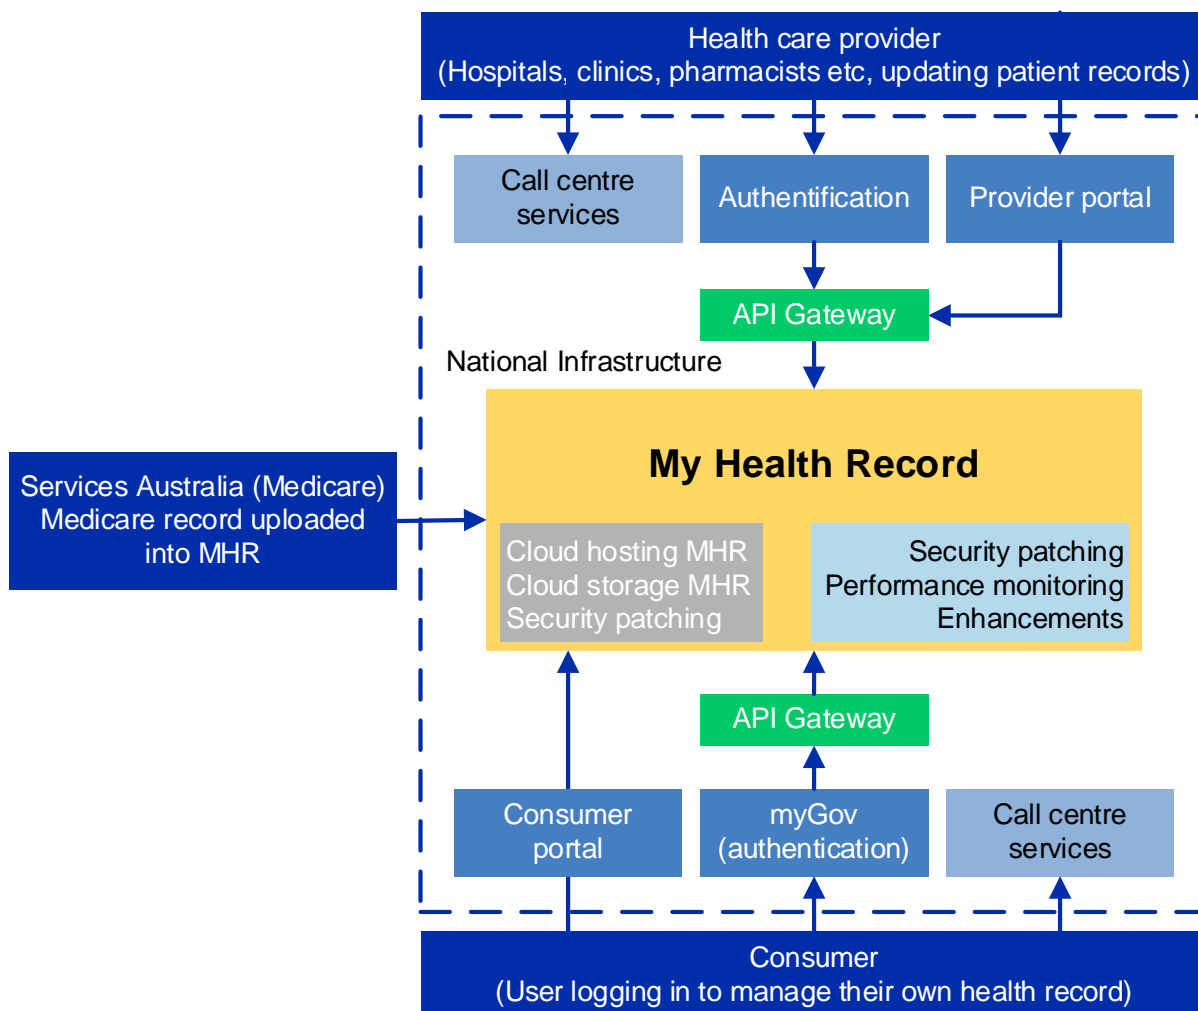 Health care provider
(Hospitals, clinics, pharmacists etc, updating patient records)
Call centre
services
Authentification
Provider portal
API Gateway
National Infrastructure
My Health Record
Services Australia (Medicare)
Medicare record uploaded
into MHR
Cloud hosting MHR
Cloud storage MHR
Security patching
Security patching
Performance monitoring
Enhancements
API Gateway
Consumer
portal
myGov
(authentication)
Call centre
services
Consumer
(User logging in to manage their own health record)